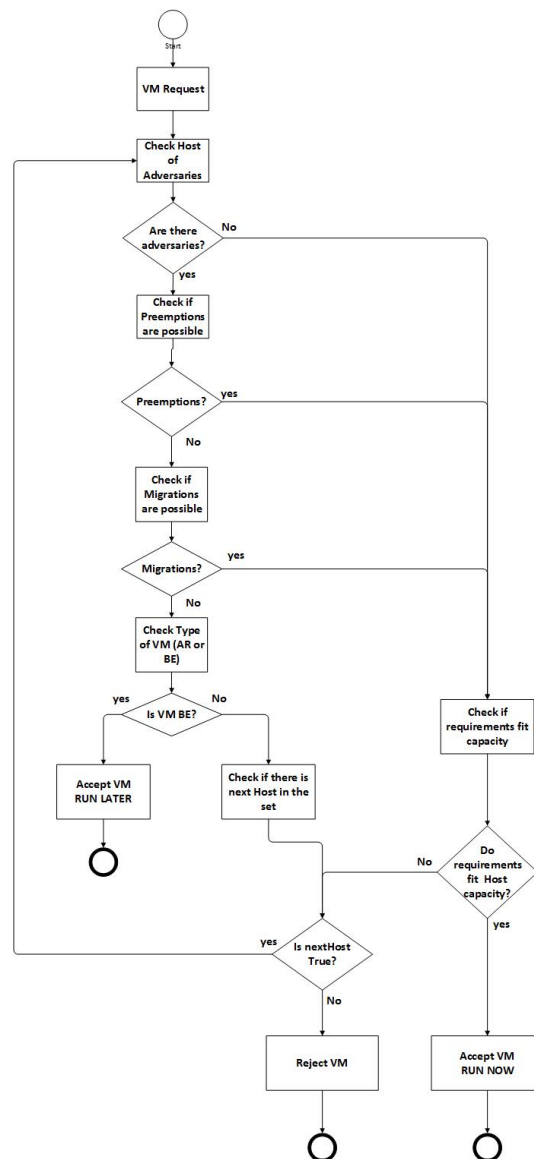 Start
VM Request
Check Host
of
Adversaries
Are there
adversaries?
No
yes
Check if
Preemptions
are possible
Preemptions?
yes
No
Check if
Migrations
are possible
Migrations?
yes
No
Check Type
of VM (AR or
BE)
Is VM BE?
yes
No
Accept VM
RUN LATER
Check if there is
next Host in the
set
Check if
requirements fit
capacity
Do
requirements
fit Host
capacity?
No
yes
Is nextHost
True?
yes
No
Reject VM
Accept VM
RUN NOW